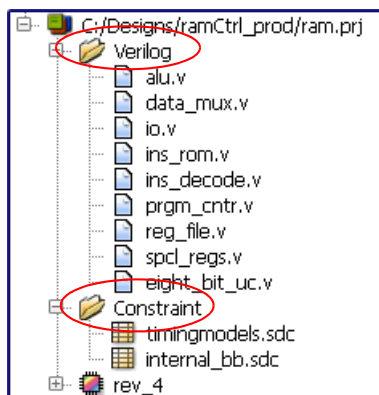 C:/Designs/ramCtrl_prod/ram.prj
Verilog
alu.v
data_mux.v
io.v
ins_rom.v
ins_decode.v
prgm_cntr.v
reg_file.v
spcl_regs.v
eight_bit_uc.v
Constraint
timingmodels.sdc
internal_bb.sdc
rev_4